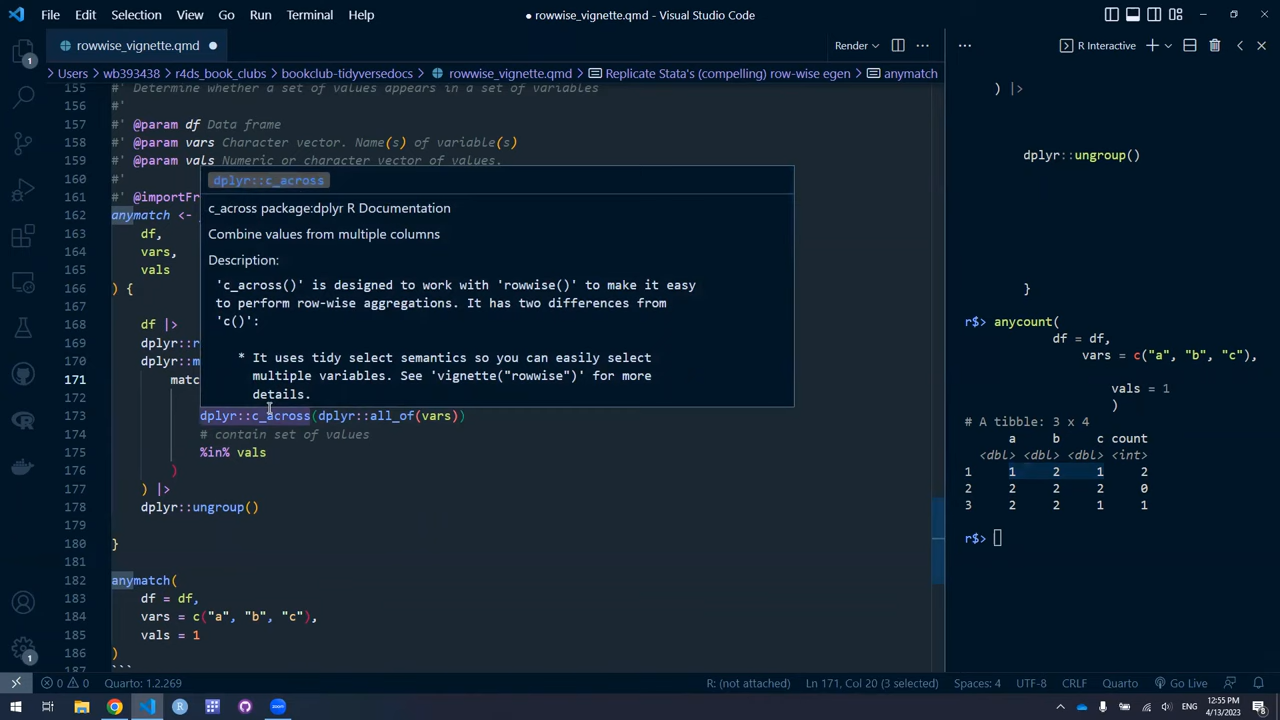 File Edit Selection View Go Run Terminal Help
● rowwise_vignette.qmd - Visual Studio Code
rowwise_vignette.qmd ●
Render
R Interactive
Users > wb393438 > r4ds_book_clubs > bookclub-tidyversedocs > rowwise_vignette.qmd > Replicate Stata's (compelling) row-wise egen > anymatch
155 #' Determine whether a set of values appears in a set of variables
156 #'
157 #' @param df Data frame
158 #' @param vars Character vector. Name(s) of variable(s)
159 #' @param vals Numeric or character vector of values.
160 #'
161 #' @importFr
162 anymatch <-
163 df,
164 vars,
165 vals
166 ) {
167
168 df |>
169 dplyr::r
170 dplyr::m
171 matc
172
173 dplyr::c_across(dplyr::all_of(vars))
174 # contain set of values
175 %in% vals
176 )
177 ) |>
178 dplyr::ungroup()
179
180 }
181
182 anymatch(
183 df = df,
184 vars = c("a", "b", "c"),
185 vals = 1
186 )
187 ```
dplyr::c_across
c_across package:dplyr R Documentation
Combine values from multiple columns
Description:
'c_across()' is designed to work with 'rowwise()' to make it easy
to perform row-wise aggregations. It has two differences from
'c()':
* It uses tidy select semantics so you can easily select
multiple variables. See 'vignette("rowwise")' for more
details.
) |>
dplyr::ungroup()
}
r$> anycount(
df = df,
vars = c("a", "b", "c"),
vals = 1
)
# A tibble: 3 x 4
a b c count
<dbl> <dbl> <dbl> <int>
1 1 2 1 2
2 2 2 2 0
3 2 2 1 1
r$>
0 0 Quarto: 1.2.269
R: (not attached) Ln 171, Col 20 (3 selected) Spaces: 4 UTF-8 CRLF Quarto Go Live
ENG
12:55 PM
4/13/2023